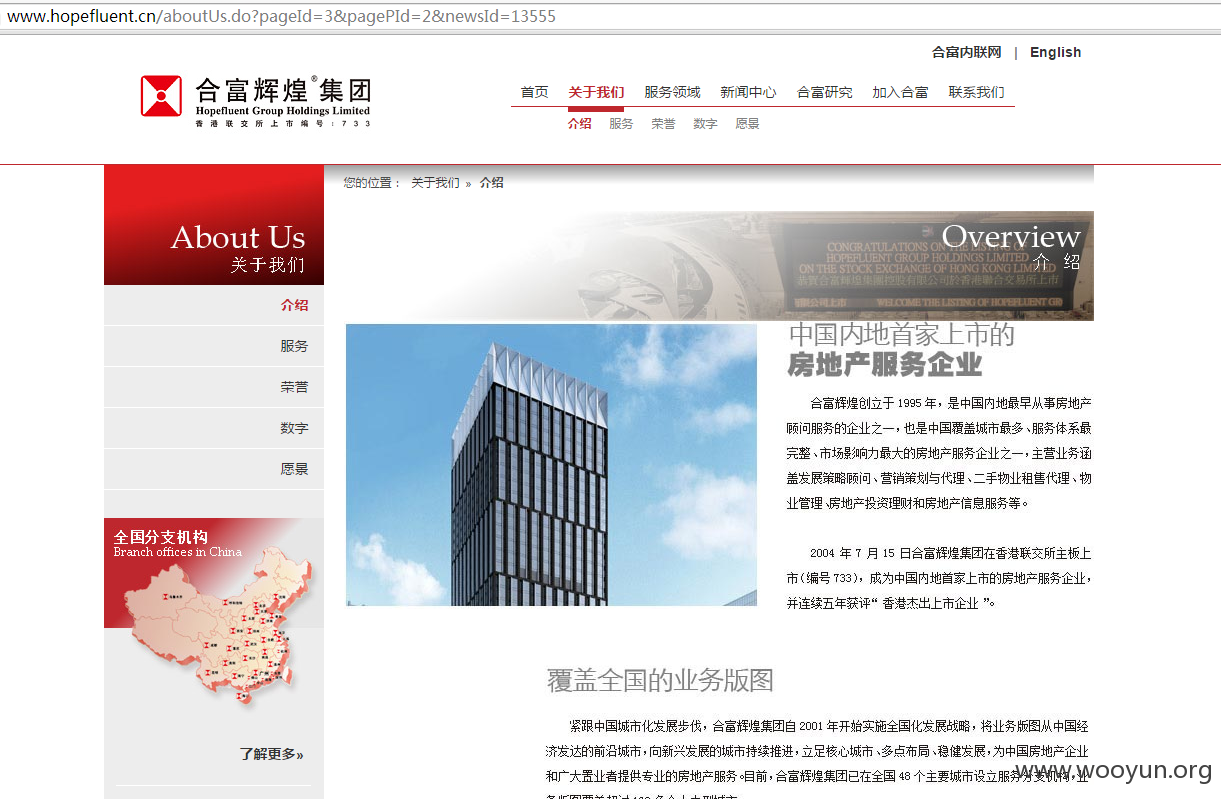 www.hopefluent.cn/aboutUs.do?pageId=3&pagePId=2&newsId=13555
合富内联网 | English
合富辉煌®集团
Hopefluent Group Holdings Limited
香港联交所上市编号:733
首页 关于我们 服务领域 新闻中心 合富研究 加入合富 联系我们
介绍 服务 荣誉 数字 愿景
About Us
关于我们
介绍
服务
荣誉
数字
愿景
全国分支机构
Branch offices in China
了解更多»
您的位置： 关于我们 » 介绍
Overview
介 绍
CONGRATULATIONS ON THE LISTING OF
HOPEFLUENT GROUP HOLDINGS LIMITED
ON THE STOCK EXCHANGE OF HONG KONG LIMITED
恭賀合富輝煌集團控股有限公司於香港聯合交易所上市
WELCOME THE LISTING OF HOPEFLUENT GR
中国内地首家上市的
房地产服务企业
合富辉煌创立于 1995 年，是中国内地最早从事房地产
顾问服务的企业之一，也是中国覆盖城市最多、服务体系最
完整、市场影响力最大的房地产服务企业之一，主营业务涵
盖发展策略顾问、营销策划与代理、二手物业租售代理、物
业管理、房地产投资理财和房地产信息服务等。
2004 年 7 月 15 日合富辉煌集团在香港联交所主板上
市（编号 733），成为中国内地首家上市的房地产服务企业，
并连续五年获评“ 香港杰出上市企业 ”。
覆盖全国的业务版图
紧跟中国城市化发展步伐，合富辉煌集团自 2001 年开始实施全国化发展战略，将业务版图从中国经
济发达的前沿城市，向新兴发展的城市持续推进，立足核心城市、多点布局、稳健发展，为中国房地产企业
和广大置业者提供专业的房地产服务。目前，合富辉煌集团已在全国 48 个主要城市设立服务分支机构，业
www.wooyun.org